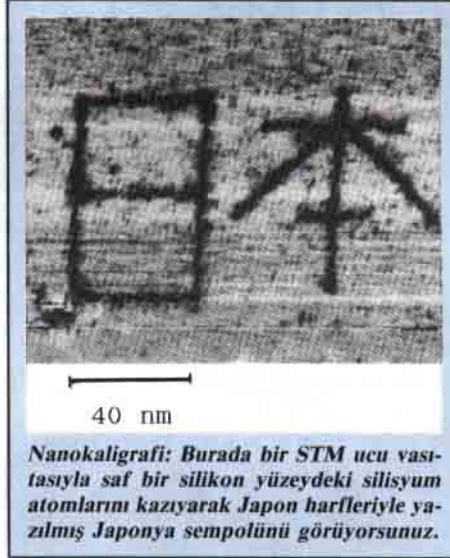 日本
40 nm
Nanokaligrafi: Burada bir STM ucu vası-
tasıyla saf bir silikon yüzeydeki silisyum
atomlarını kazıyarak Japon harfleriyle ya-
zılmış Japonya sempolünü görüyorsunuz.